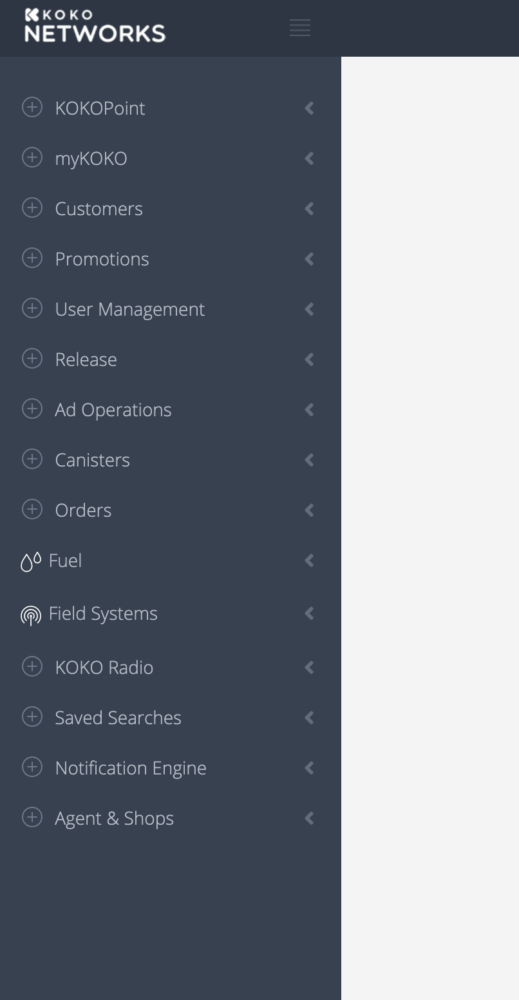 KOKO
NETWORKS
KOKOPoint
myKOKO
Customers
Promotions
User Management
Release
Ad Operations
Canisters
Orders
Fuel
Field Systems
KOKO Radio
Saved Searches
Notification Engine
Agent & Shops